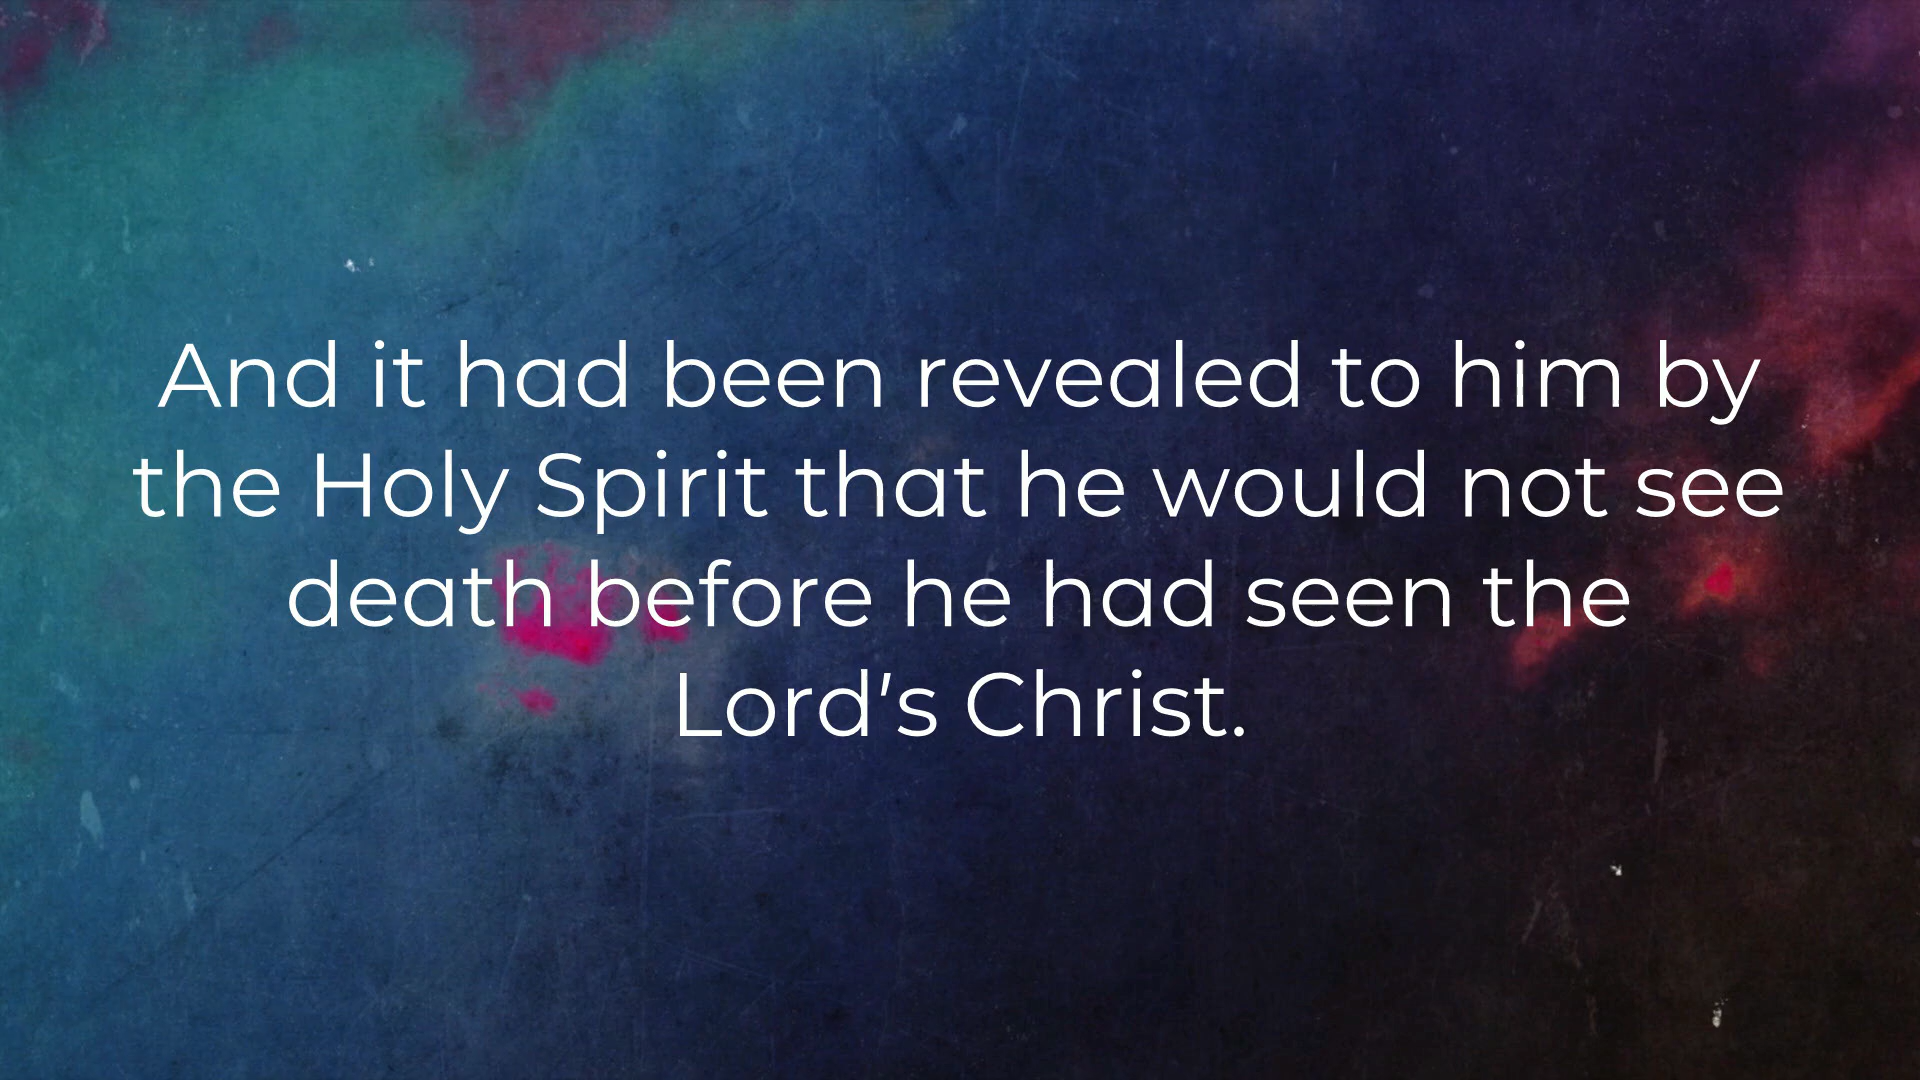 And it had been revealed to him by
the Holy Spirit that he would not see
death before he had seen the
Lord's Christ.